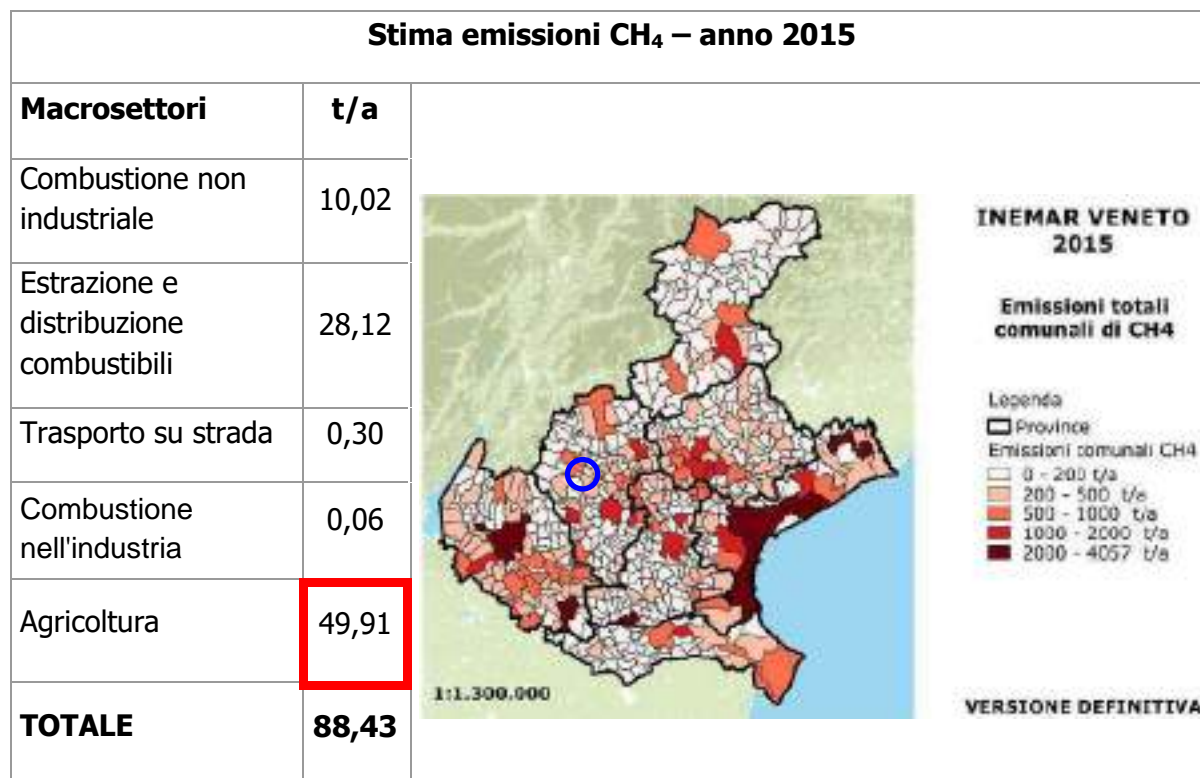 Stima emissioni CH₄ – anno 2015
Macrosettori t/a
Combustione non
industriale
10,02
Estrazione e
distribuzione
combustibili
28,12
Trasporto su strada 0,30
Combustione
nell'industria
0,06
Agricoltura 49,91
TOTALE 88,43
1:1.300.000
INEMAR VENETO
2015
Emissioni totali
comunali di CH4
Legenda
Province
Emissioni comunali CH4
0 - 200 t/a
200 - 500 t/a
500 - 1000 t/a
1000 - 2000 t/a
2000 - 4057 t/a
VERSIONE DEFINITIVA